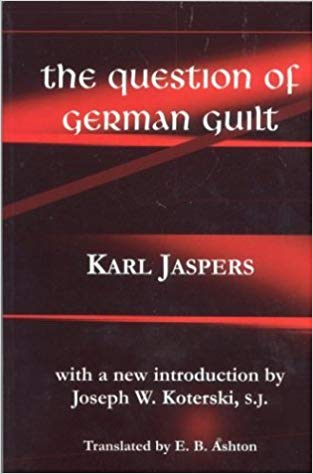 the question of
german guilt
KARL JASPERS
with a new introduction by
Joseph W. Koterski, S.J.
Translated by E. B. Ashton